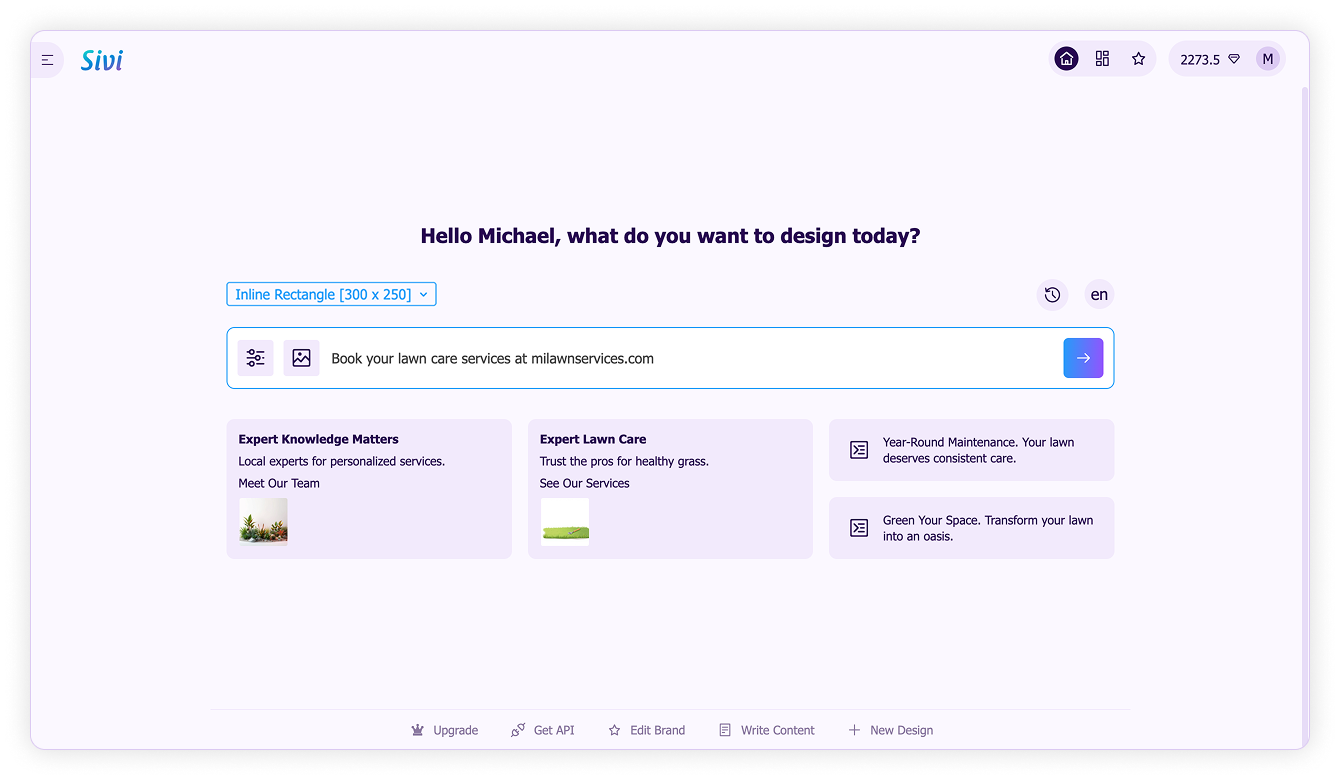 Sivi
2273.5
M
Hello Michael, what do you want to design today?
Inline Rectangle [300 x 250]
en
Book your lawn care services at milawnservices.com
Expert Knowledge Matters
Local experts for personalized services.
Meet Our Team
Expert Lawn Care
Trust the pros for healthy grass.
See Our Services
Year-Round Maintenance. Your lawn
deserves consistent care.
Green Your Space. Transform your lawn
into an oasis.
Upgrade
Get API
Edit Brand
Write Content
New Design